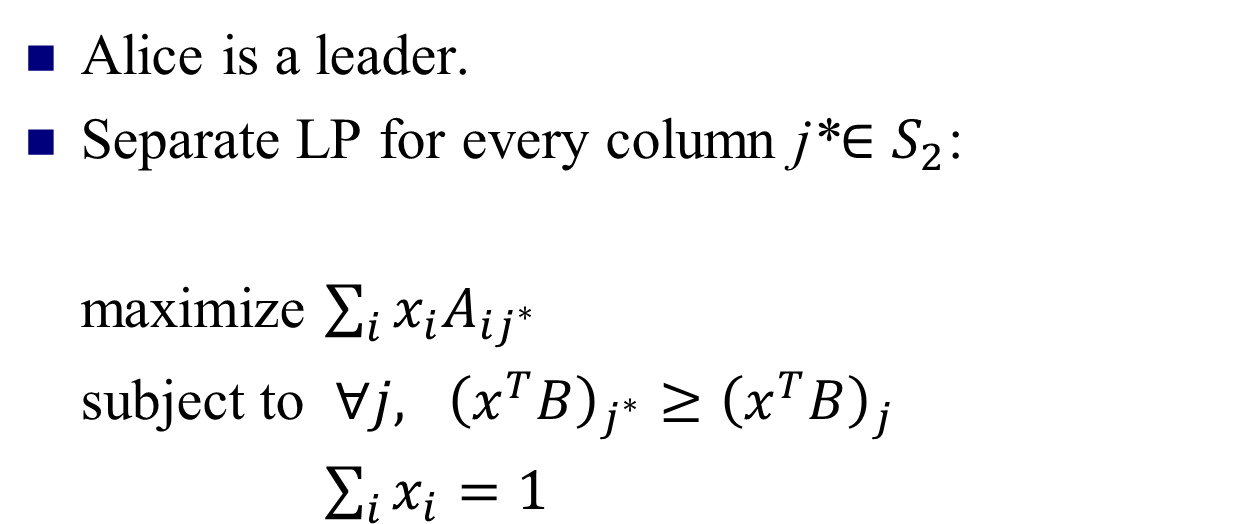 ■ Alice is a leader.
■ Separate LP for every column j*∈ S₂:
maximize ∑ᵢ xᵢAᵢⱼ*
subject to ∀j, (xᵀB)ⱼ* ≥ (xᵀB)ⱼ
∑ᵢ xᵢ = 1